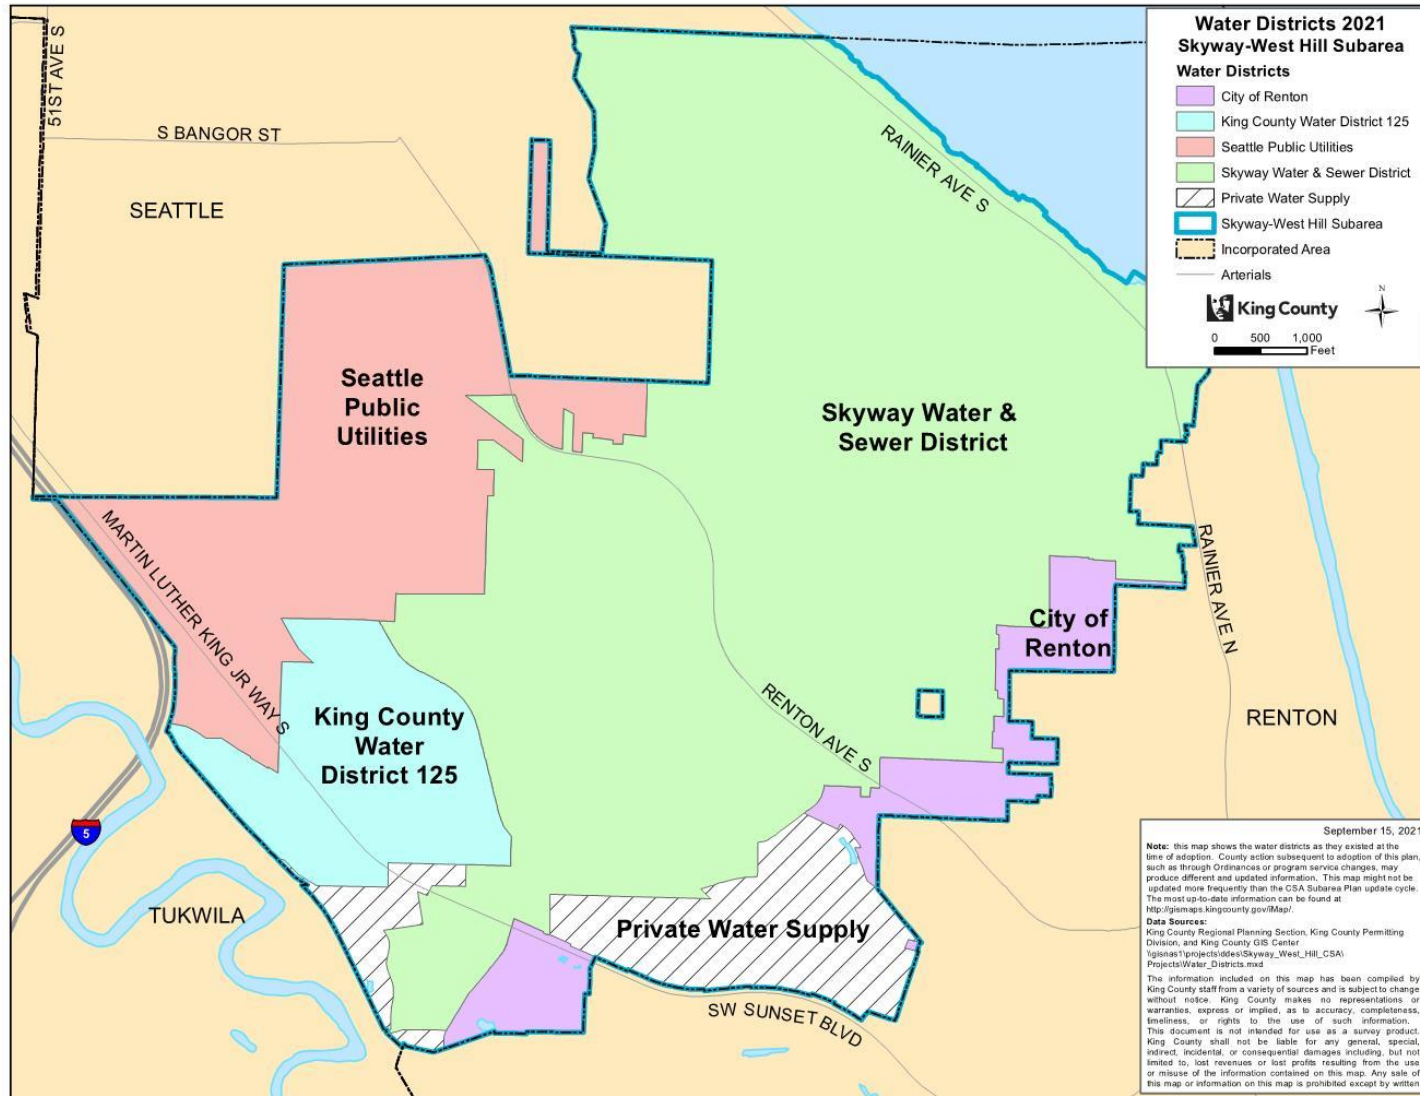 Water Districts 2021
Skyway-West Hill Subarea
Water Districts
City of Renton
King County Water District 125
Seattle Public Utilities
Skyway Water & Sewer District
Private Water Supply
Skyway-West Hill Subarea
Incorporated Area
Arterials
King County
N
0 500 1,000
Feet
51ST AVE S
S BANGOR ST
SEATTLE
RAINIER AVE S
Seattle
Public
Utilities
Skyway Water &
Sewer District
MARTIN LUTHER KING JR WAY S
RAINIER AVE N
City of
Renton
King County
Water
District 125
RENTON AVE S
RENTON
5
TUKWILA
Private Water Supply
SW SUNSET BLVD
September 15, 2021
Note: this map shows the water districts as they existed at the
time of adoption. County action subsequent to adoption of this plan,
such as through Ordinances or program service changes, may
produce different and updated information. This map might not be
updated more frequently than the CSA Subarea Plan update cycle.
The most up-to-date information can be found at
http://gismaps.kingcounty.gov/iMap/.
Data Sources:
King County Regional Planning Section, King County Permitting
Division, and King County GIS Center
\\gisnas1\projects\ddes\Skyway_West_Hill_CSA\
Projects\Water_Districts.mxd
The information included on this map has been compiled by
King County staff from a variety of sources and is subject to change
without notice. King County makes no representations or
warranties, express or implied, as to accuracy, completeness,
timeliness, or rights to the use of such information.
This document is not intended for use as a survey product.
King County shall not be liable for any general, special,
indirect, incidental, or consequential damages including, but not
limited to, lost revenues or lost profits resulting from the use
or misuse of the information contained on this map. Any sale of
this map or information on this map is prohibited except by written